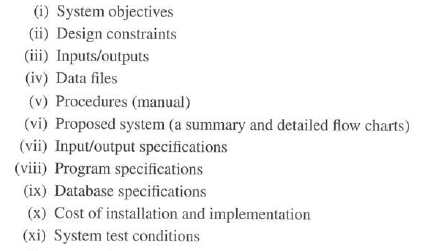 (i) System objectives
(ii) Design constraints
(iii) Inputs/outputs
(iv) Data files
(v) Procedures (manual)
(vi) Proposed system (a summary and detailed flow charts)
(vii) Input/output specifications
(viii) Program specifications
(ix) Database specifications
(x) Cost of installation and implementation
(xi) System test conditions